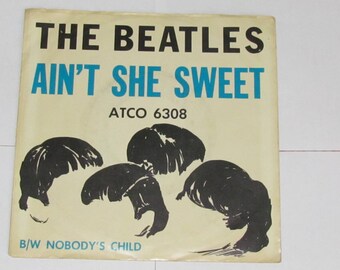 THE BEATLES
AIN'T SHE SWEET
ATCO 6308
B/W NOBODY'S CHILD